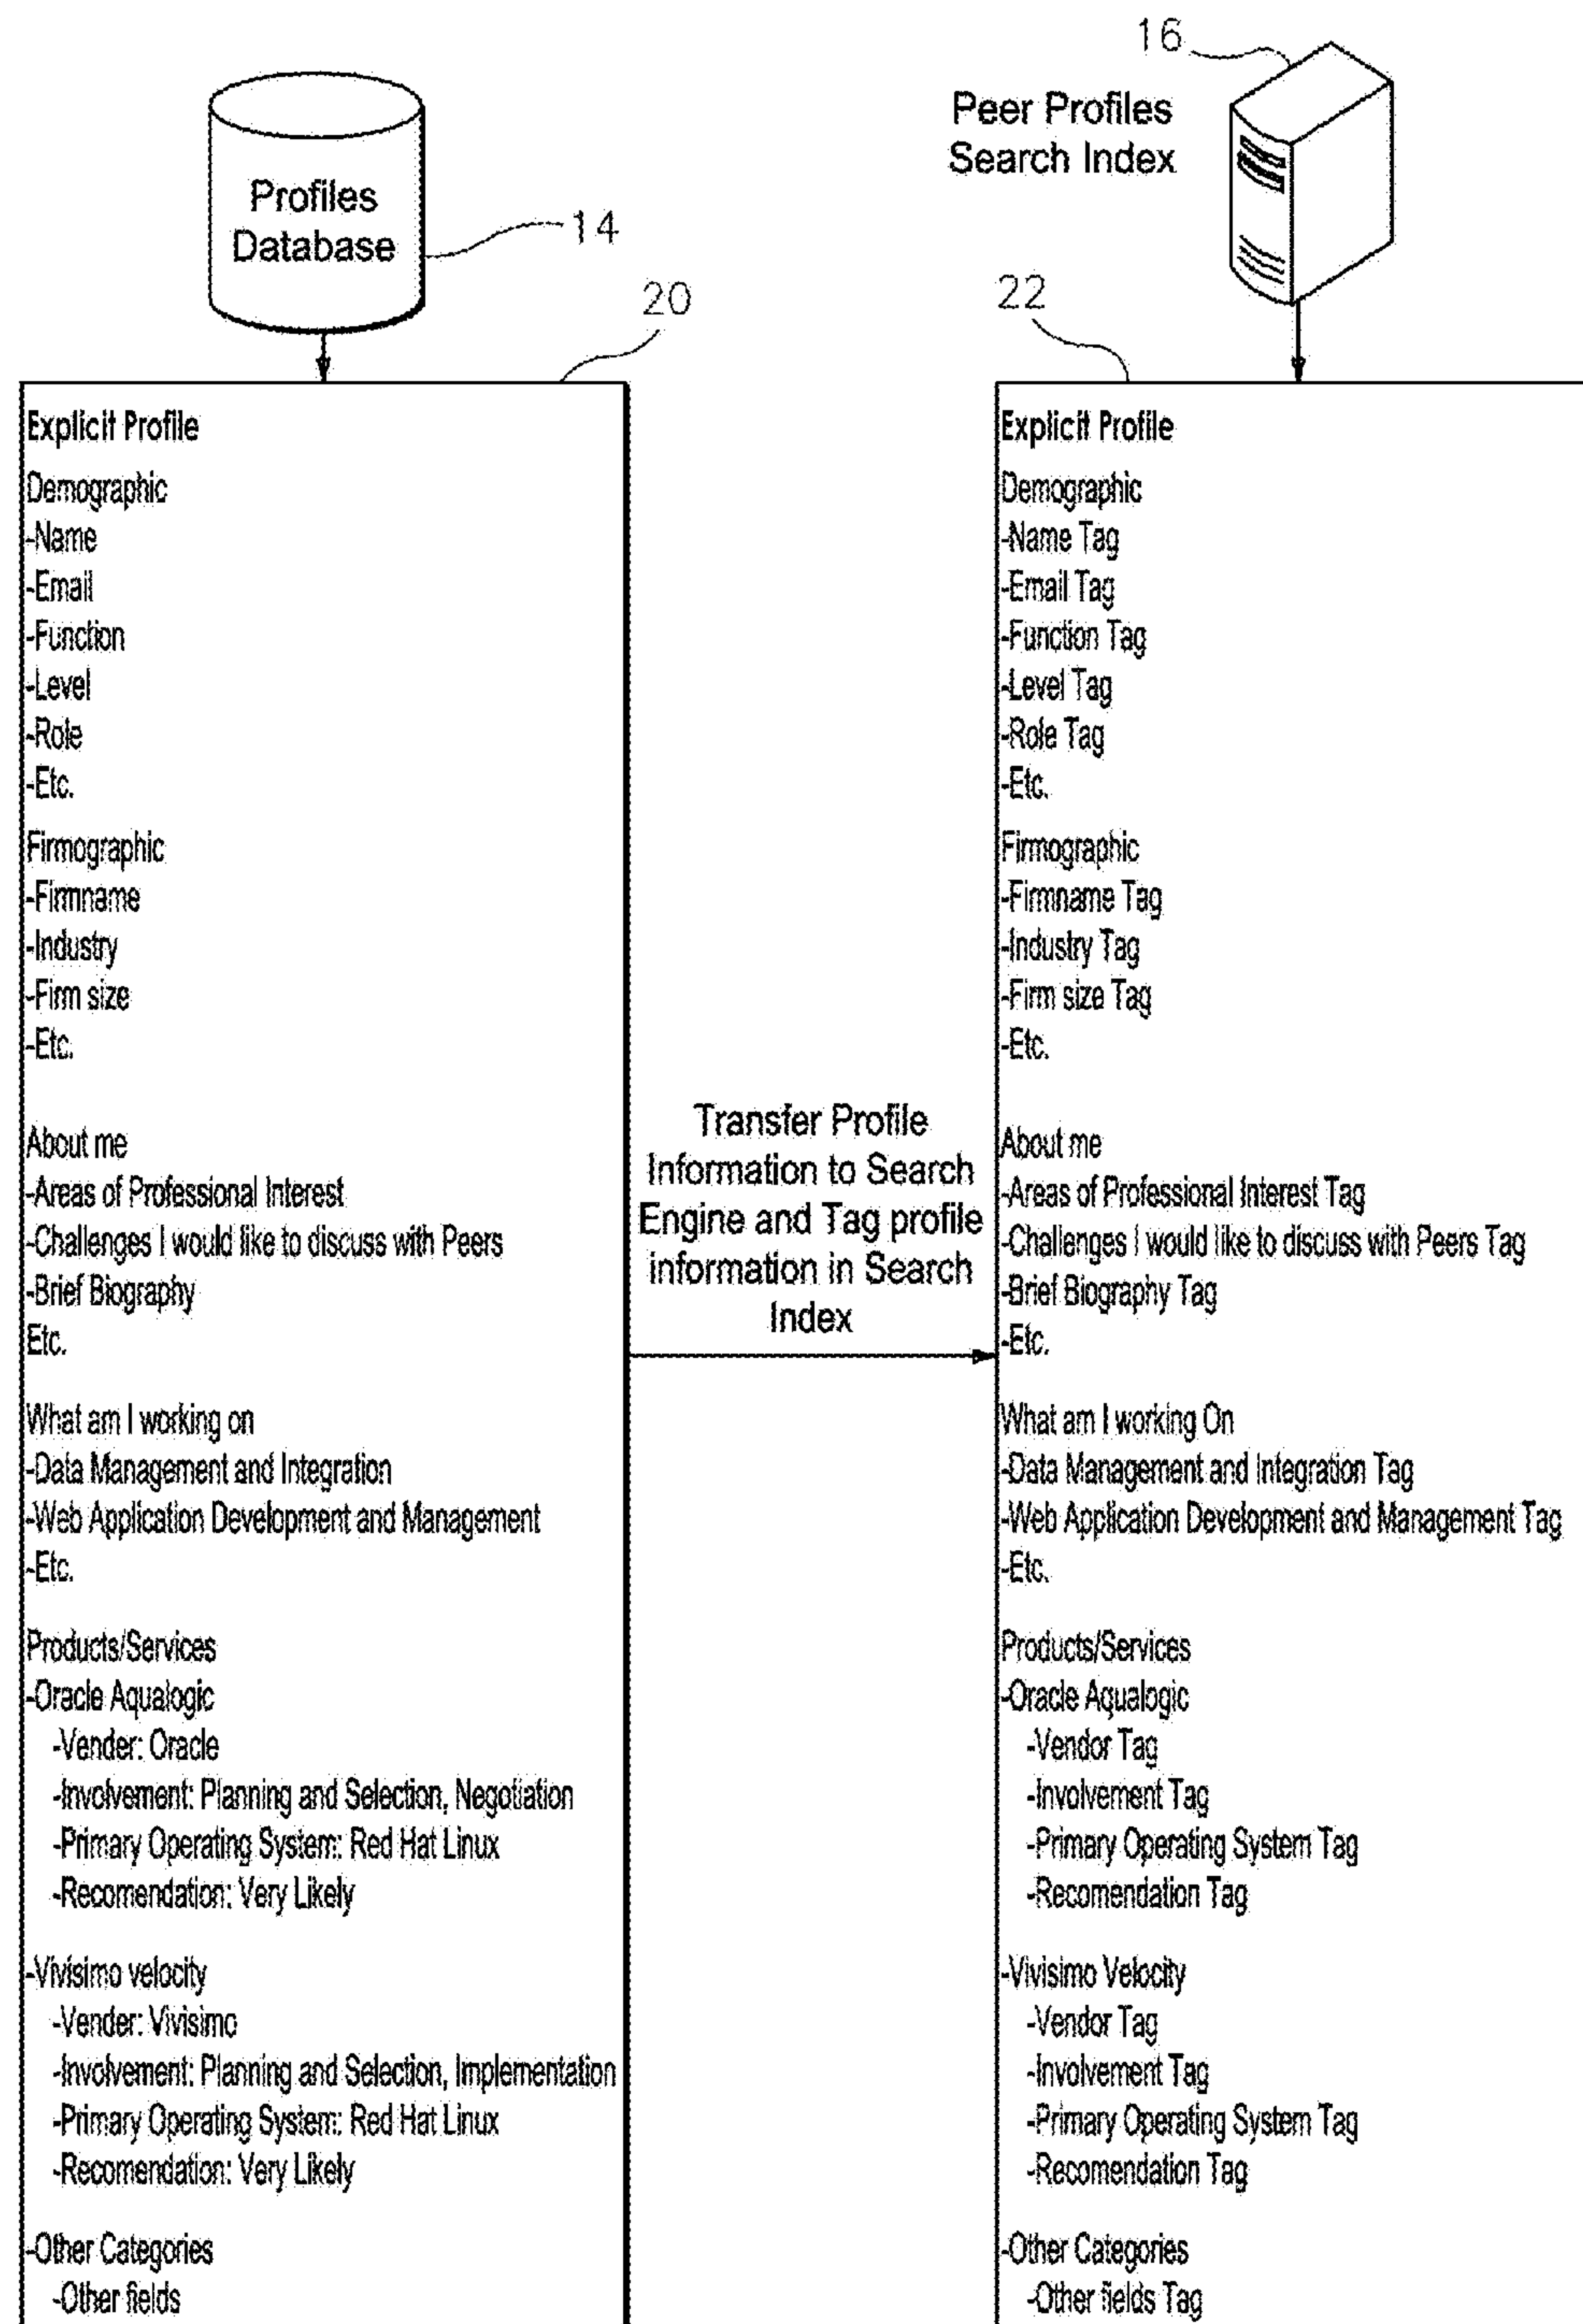 16
Peer Profiles
Search Index
Profiles
Database
14
20
22
Explicit Profile
Demographic
-Name
-Email
-Function
-Level
-Role
-Etc.
Firmographic
-Firmname
-Industry
-Firm size
-Etc.
About me
-Areas of Professional Interest
-Challenges I would like to discuss with Peers
-Brief Biography
Etc.
What am I working on
-Data Management and Integration
-Web Application Development and Management
-Etc.
Products/Services
-Oracle Aqualogic
-Vender: Oracle
-Involvement: Planning and Selection, Negotiation
-Primary Operating System: Red Hat Linux
-Recomendation: Very Likely
-Vivisimo velocity
-Vender: Vivisimo
-Involvement: Planning and Selection, Implementation
-Primary Operating System: Red Hat Linux
-Recomendation: Very Likely
-Other Categories
-Other fields
Transfer Profile
Information to Search
Engine and Tag profile
information in Search
Index
Explicit Profile
Demographic
-Name Tag
-Email Tag
-Function Tag
-Level Tag
-Role Tag
-Etc.
Firmographic
-Firmname Tag
-Industry Tag
-Firm size Tag
-Etc.
About me
-Areas of Professional Interest Tag
-Challenges I would like to discuss with Peers Tag
-Brief Biography Tag
-Etc.
What am I working On
-Data Management and Integration Tag
-Web Application Development and Management Tag
-Etc.
Products/Services
-Oracle Aqualogic
-Vendor Tag
-Involvement Tag
-Primary Operating System Tag
-Recomendation Tag
-Vivisimo Velocity
-Vendor Tag
-Involvement Tag
-Primary Operating System Tag
-Recomendation Tag
-Other Categories
-Other fields Tag